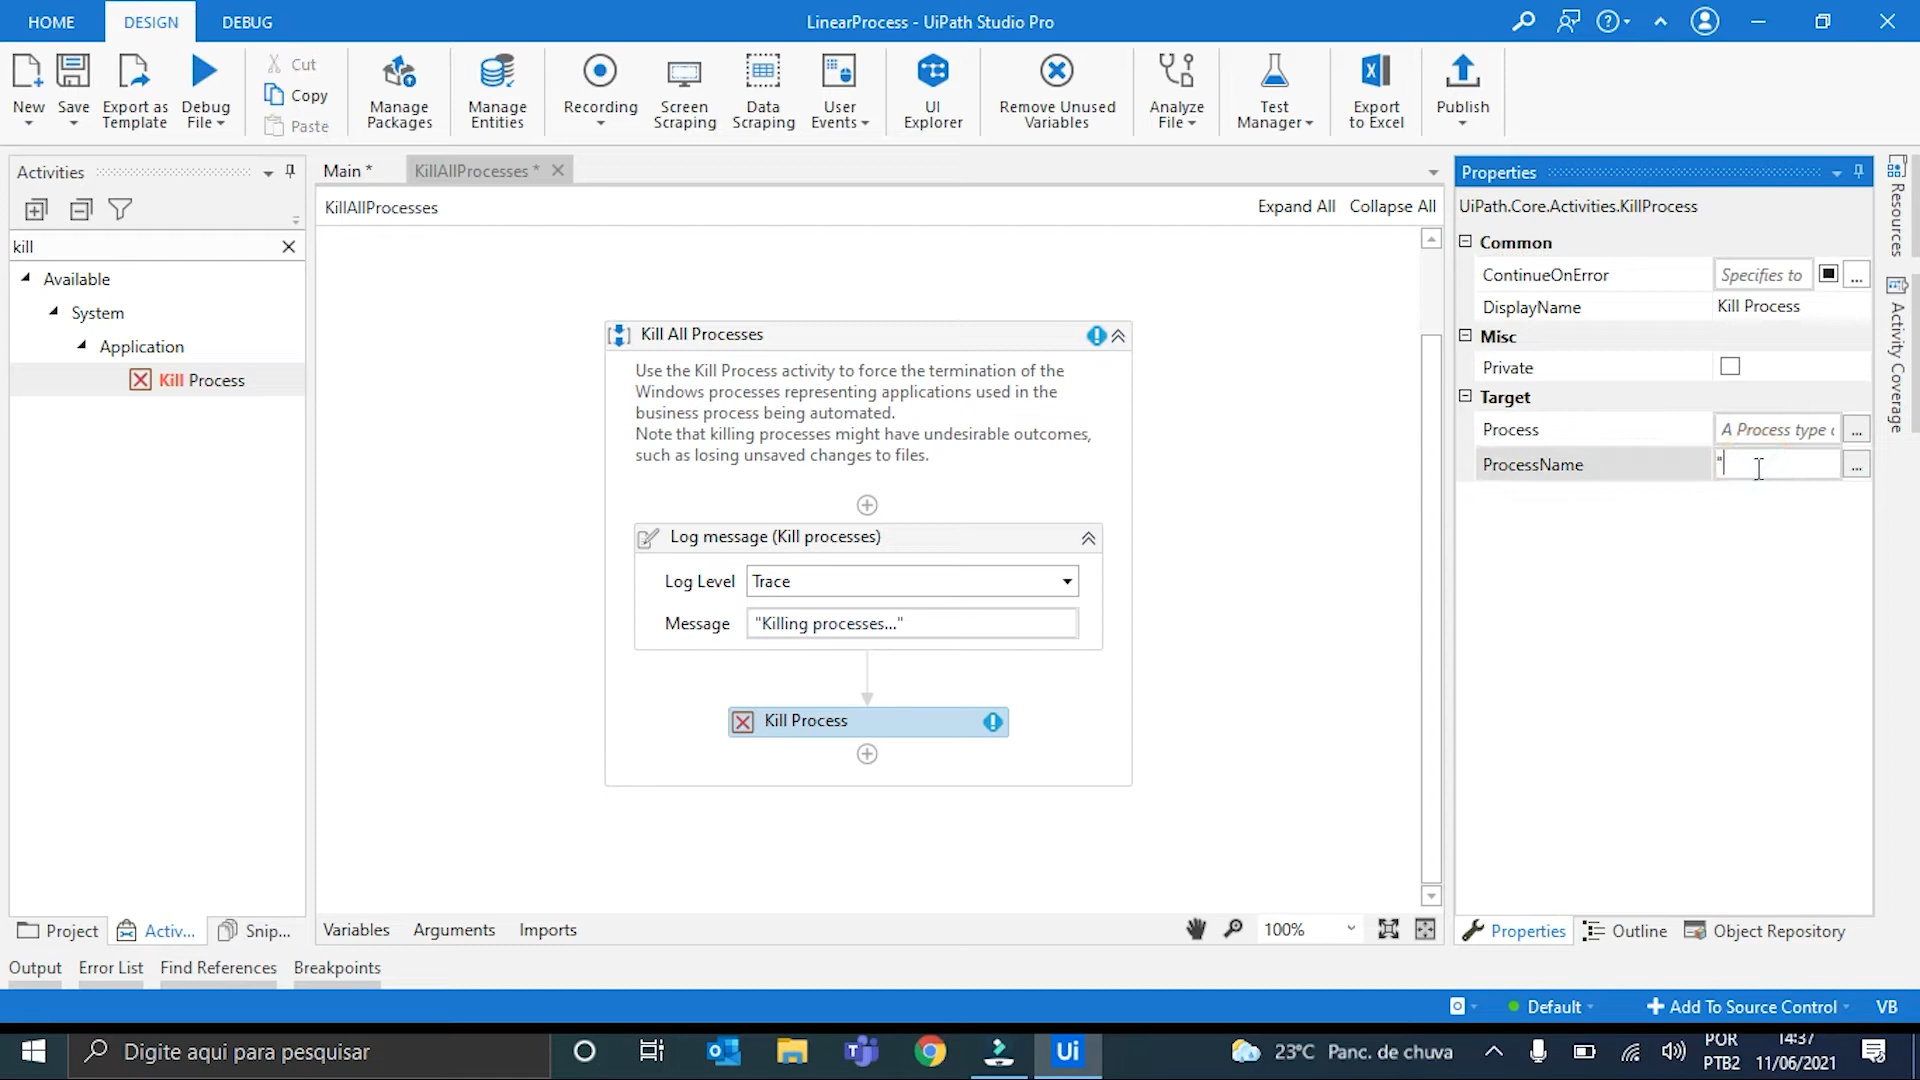 HOME DESIGN DEBUG LinearProcess - UiPath Studio Pro
New Save Export as Template Debug File Cut Copy Paste Manage Packages Manage Entities Recording Screen Scraping Data Scraping User Events UI Explorer Remove Unused Variables Analyze File Test Manager Export to Excel Publish
Activities
kill
Available
System
Application
Kill Process
Main * KillAllProcesses *
KillAllProcesses Expand All Collapse All
Kill All Processes
Use the Kill Process activity to force the termination of the
Windows processes representing applications used in the
business process being automated.
Note that killing processes might have undesirable outcomes,
such as losing unsaved changes to files.
Log message (Kill processes)
Log Level Trace
Message "Killing processes..."
Kill Process
Properties
UiPath.Core.Activities.KillProcess
Common
ContinueOnError Specifies to ...
DisplayName Kill Process
Misc
Private
Target
Process A Process type c ...
ProcessName " ...
Resources
Activity Coverage
Project Activ... Snip... Variables Arguments Imports 100% Properties Outline Object Repository
Output Error List Find References Breakpoints
Default Add To Source Control VB
Digite aqui para pesquisar Ui 23°C Panc. de chuva POR 14:37
PTB2 11/06/2021